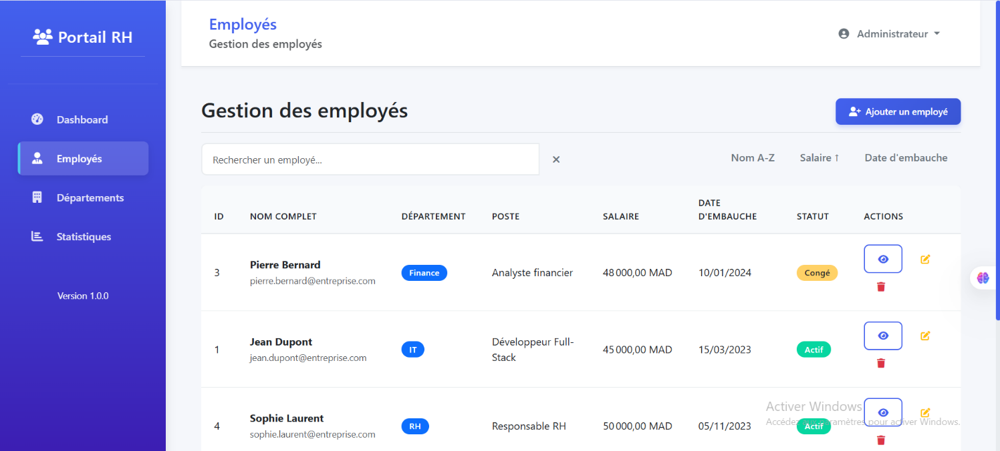 Portail RH
Dashboard
Employés
Départements
Statistiques
Version 1.0.0
Employés
Gestion des employés
Administrateur
Gestion des employés
Ajouter un employé
Rechercher un employé...
Nom A-Z
Salaire ↑
Date d'embauche
ID
NOM COMPLET
DÉPARTEMENT
POSTE
SALAIRE
DATE
D'EMBAUCHE
STATUT
ACTIONS
3
Pierre Bernard
pierre.bernard@entreprise.com
Finance
Analyste financier
48 000,00 MAD
10/01/2024
Congé
1
Jean Dupont
jean.dupont@entreprise.com
IT
Développeur Full-
Stack
45 000,00 MAD
15/03/2023
Actif
4
Sophie Laurent
sophie.laurent@entreprise.com
RH
Responsable RH
50 000,00 MAD
05/11/2023
Actif
Activer Windows
Accédez paramètres pour activer Windows.